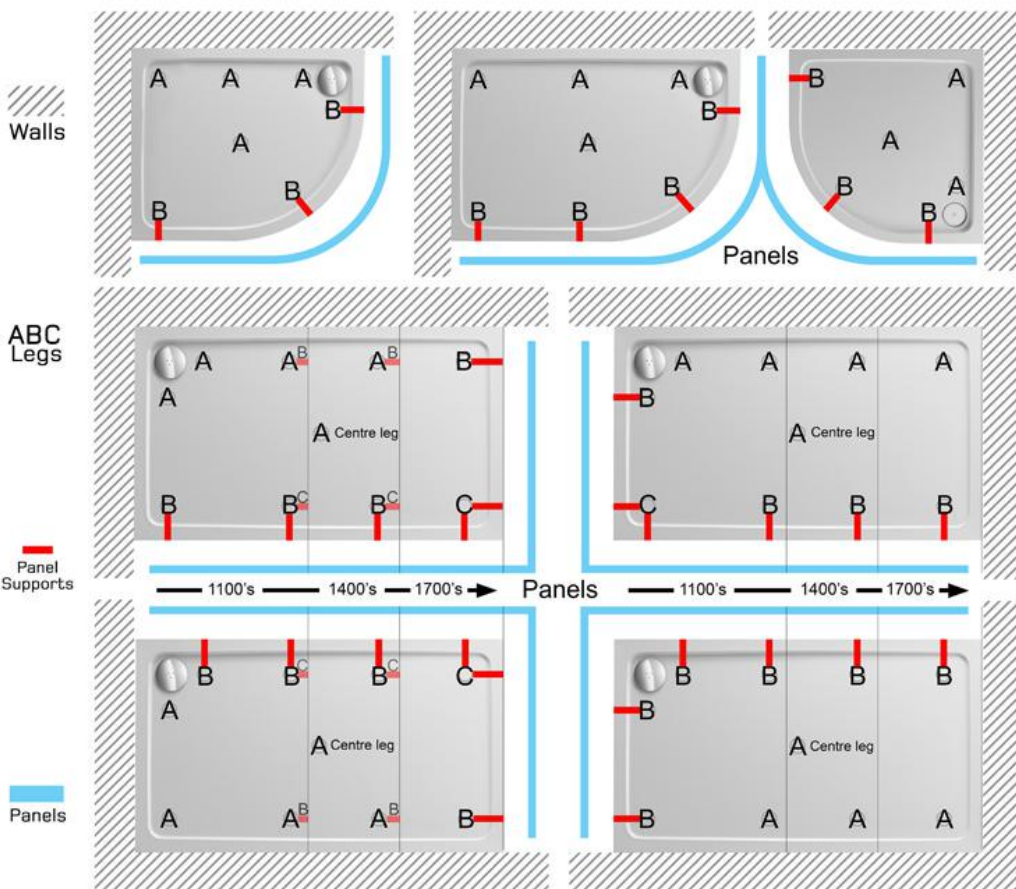 A A A
B
A
B
B
A A A
B
A
B
B B
B A
A
B A
B
Walls
Panels
ABC
Legs
A A B A B B
A
A Centre leg
B B C B C C
A A A A
B
A Centre leg
C B B B
Panel
Supports
1100's 1400's 1700's
Panels
1100's 1400's 1700's
B B C B C C
A
A Centre leg
A A B A B B
B B B B
B
A Centre leg
B A A A
Panels